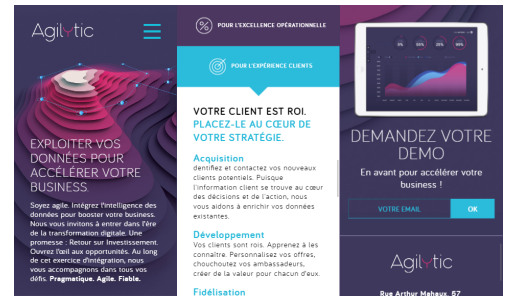 Agilytic
EXPLOITER VOS
DONNÉES POUR
ACCÉLÉRER VOTRE
BUSINESS.
Soyez agile. Intégrez l'intelligence des
données pour booster votre business.
Nous vous invitons à entrer dans l'ère
de la transformation digitale. Une
promesse : Retour sur Investissement.
Ouvrez l'œil aux opportunités. Au long
de cet exercice d'intégration, nous
vous accompagnons dans tous vos
défis. Pragmatique. Agile. Fiable.
POUR L'EXCELLENCE OPÉRATIONNELLE
POUR L'EXPÉRIENCE CLIENTS
VOTRE CLIENT EST ROI.
PLACEZ-LE AU CŒUR DE
VOTRE STRATÉGIE.
Acquisition
dentifiez et contactez vos nouveaux
clients potentiels. Puisque
l'information client se trouve au cœur
des décisions et de l'action, nous
vous aidons à enrichir vos données
existantes.
Développement
Vos clients sont rois. Apprenez à les
connaître. Personnalisez vos offres,
chouchoutez vos ambassadeurs,
créer de la valeur pour chacun d'eux.
Fidélisation
DEMANDEZ VOTRE
DEMO
En avant pour accélérer votre
business !
VOTRE EMAIL
OK
Agilytic
Rue Arthur Maheux, 57